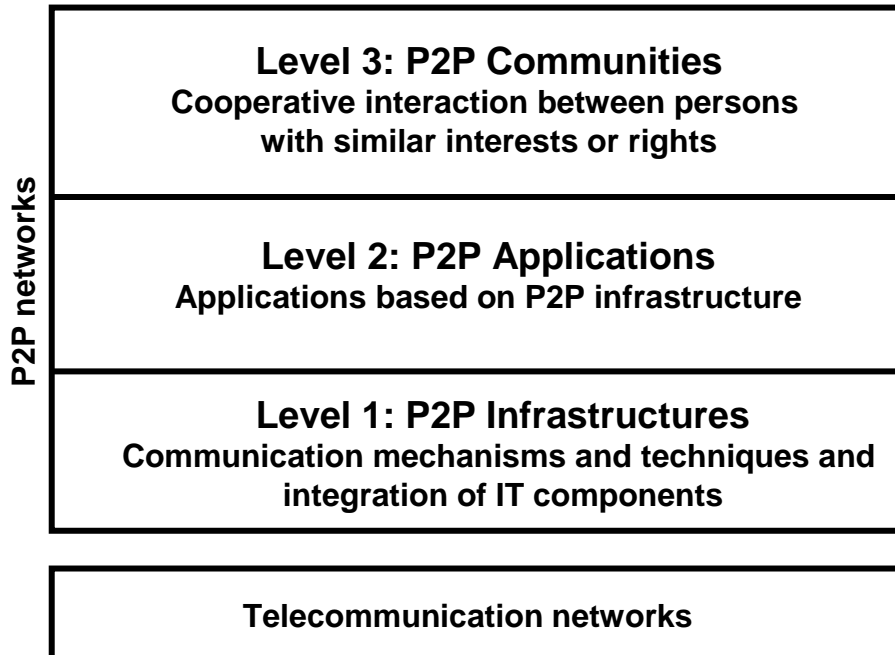 Level 3: P2P Communities
Cooperative interaction between persons
with similar interests or rights
P2P networks
Level 2: P2P Applications
Applications based on P2P infrastructure
Level 1: P2P Infrastructures
Communication mechanisms and techniques and
integration of IT components
Telecommunication networks